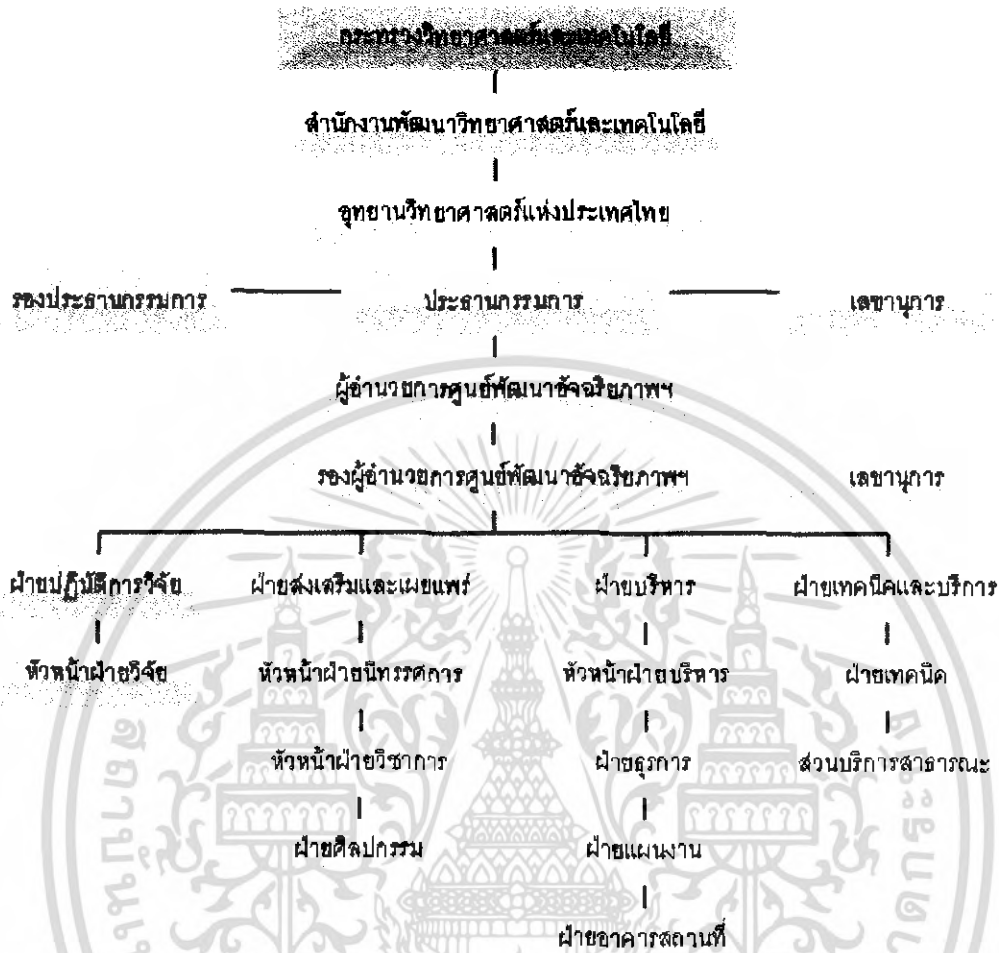 กระทรวงวิทยาศาสตร์และเทคโนโลยี
สำนักงานพัฒนาวิทยาศาสตร์และเทคโนโลยี
อุทยานวิทยาศาสตร์แห่งประเทศไทย
รองประธานกรรมการ ประธานกรรมการ เลขานุการ
ผู้อำนวยการศูนย์พัฒนาอัจฉริยภาพฯ
รองผู้อำนวยการศูนย์พัฒนาอัจฉริยภาพฯ เลขานุการ
ฝ่ายปฏิบัติการวิจัย ฝ่ายส่งเสริมและเผยแพร่ ฝ่ายบริหาร ฝ่ายเทคนิคและบริการ
หัวหน้าฝ่ายวิจัย หัวหน้าฝ่ายนิทรรศการ หัวหน้าฝ่ายบริหาร ฝ่ายเทคนิค
หัวหน้าฝ่ายวิชาการ ฝ่ายธุรการ ส่วนบริการสาธารณะ
ฝ่ายศิลปกรรม ฝ่ายแผนงาน
ฝ่ายอาคารสถานที่